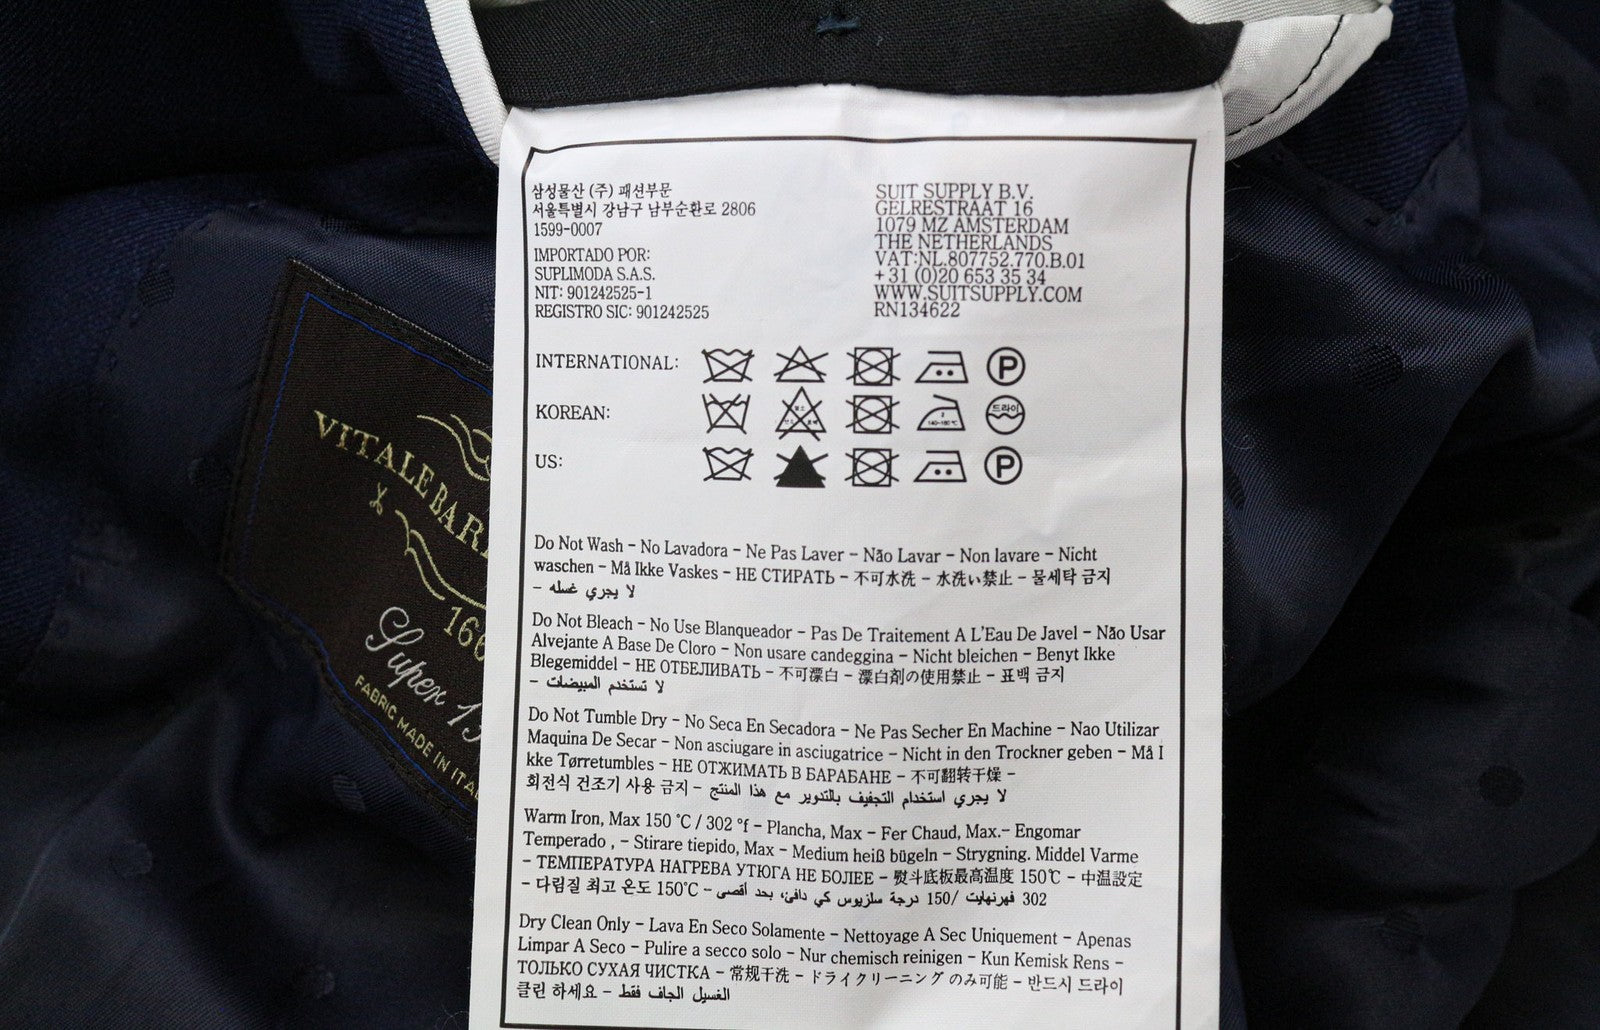 삼성물산 (주) 패션부문
서울특별시 강남구 남부순환로 2806
1599-0007
IMPORTADO POR:
SUPLIMODA S.A.S.
NIT: 901242525-1
REGISTRO SIC: 901242525
SUIT SUPPLY B.V.
GELRESTRAAT 16
1079 MZ AMSTERDAM
THE NETHERLANDS
VAT:NL.807752.770.B.01
+31 (0)20 653 35 34
WWW.SUITSUPPLY.COM
RN134622
INTERNATIONAL: P
KOREAN: 140~160℃ 드라이
US: P
Do Not Wash - No Lavadora - Ne Pas Laver - Não Lavar - Non lavare - Nicht
waschen - Må Ikke Vaskes - НЕ СТИРАТЬ - 不可水洗 - 水洗い禁止 - 물세탁 금지
- لا يجري غسله
Do Not Bleach - No Use Blanqueador - Pas De Traitement A L'Eau De Javel - Não Usar
Alvejante A Base De Cloro - Non usare candeggina - Nicht bleichen - Benyt Ikke
Blegemiddel - НЕ ОТБЕЛИВАТЬ - 不可漂白 - 漂白剤の使用禁止 - 표백 금지
- لا تستخدم المبيضات
Do Not Tumble Dry - No Seca En Secadora - Ne Pas Secher En Machine - Nao Utilizar
Maquina De Secar - Non asciugare in asciugatrice - Nicht in den Trockner geben - Må I
kke Tørretumbles - НЕ ОТЖИМАТЬ В БАРАБАНЕ - 不可翻转干燥 -
회전식 건조기 사용 금지 - لا يجري استخدام التجفيف بالتدوير مع هذا المنتج
Warm Iron, Max 150 °C / 302 °f - Plancha, Max - Fer Chaud, Max.- Engomar
Temperado , - Stirare tiepido, Max - Medium heiß bügeln - Strygning. Middel Varme
- ТЕМПЕРАТУРА НАГРЕВА УТЮГА НЕ БОЛЕЕ - 熨斗底板最高温度 150℃ - 中温設定
- 다림질 최고 온도 150℃ - 302 فهرنهايت /150 درجة سلزيوس كي دافئ، بحد أقصى
Dry Clean Only - Lava En Seco Solamente - Nettoyage A Sec Uniquement - Apenas
Limpar A Seco - Pulire a secco solo - Nur chemisch reinigen - Kun Kemisk Rens -
ТОЛЬКО СУХАЯ ЧИСТКА - 常规干洗 - ドライクリーニング のみ可能 - 반드시 드라이
클린 하세요 - الغسيل الجاف فقط
VITALE BAR
166
Super 1
FABRIC MADE IN ITA